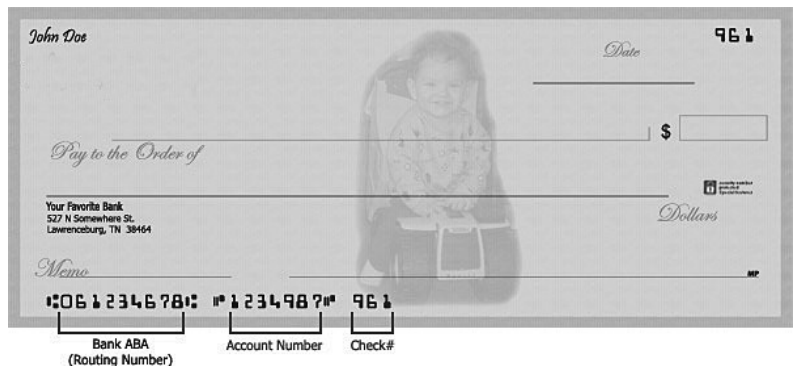 John Doe
961
Date
$
Pay to the Order of
Your Favorite Bank
527 N Somewhere St.
Lawrenceburg, TN 38464
Dollars
Memo
MP
⑆061234678⑆ ⑈1234987⑈ 961
Bank ABA
(Routing Number)
Account Number
Check#